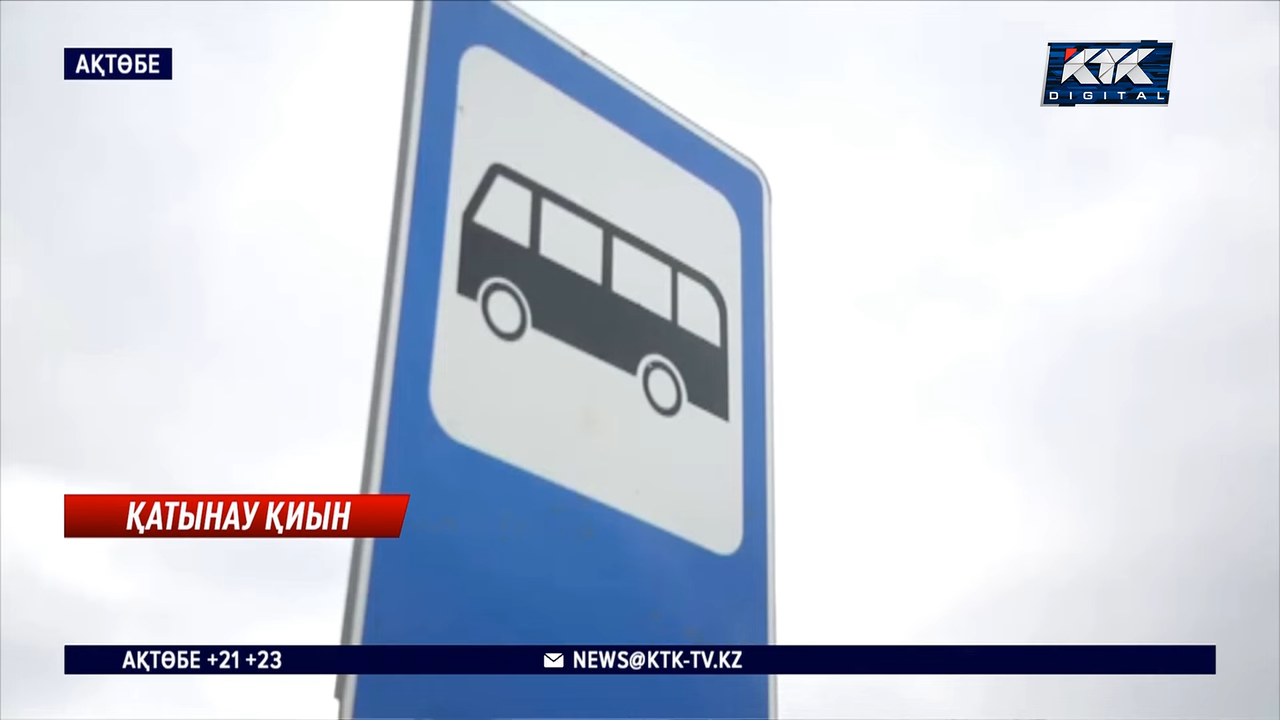 АҚТӨБЕ
KTK
DIGITAL
ҚАТЫНАУ ҚИЫН
АҚТӨБЕ +21 +23
NEWS@KTK-TV.KZ